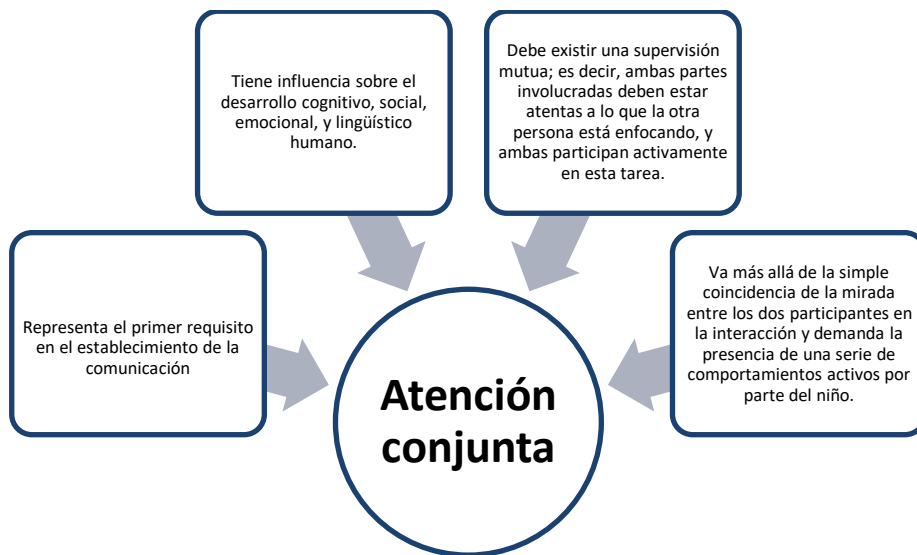 Tiene influencia sobre el
desarrollo cognitivo, social,
emocional, y lingüístico
humano.
Debe existir una supervisión
mutua; es decir, ambas partes
involucradas deben estar
atentas a lo que la otra
persona está enfocando, y
ambas participan activamente
en esta tarea.
Representa el primer requisito
en el establecimiento de la
comunicación
Va más allá de la simple
coincidencia de la mirada
entre los dos participantes en
la interacción y demanda la
presencia de una serie de
comportamientos activos por
parte del niño.
Atención
conjunta